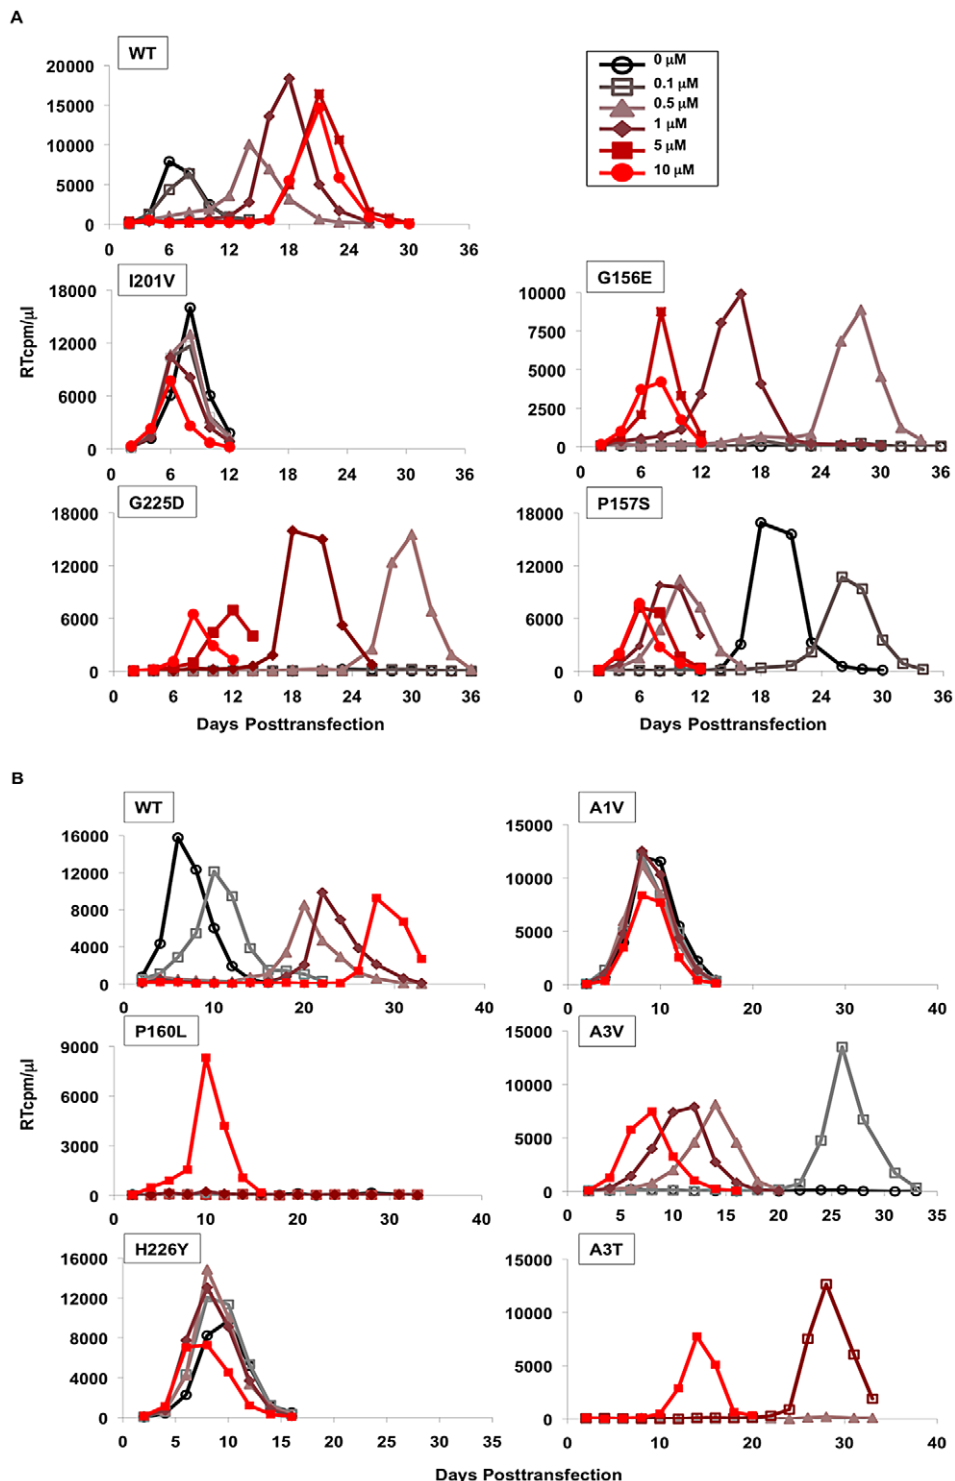 A
WT
0 μM
0.1 μM
0.5 μM
1 μM
5 μM
10 μM
20000
15000
10000
5000
0
0 6 12 18 24 30 36
I201V
18000
12000
6000
0
0 6 12 18 24 30 36
G156E
10000
7500
5000
2500
0
0 6 12 18 24 30 36
RTcpm/μl
G225D
18000
12000
6000
0
0 6 12 18 24 30 36
P157S
18000
12000
6000
0
0 6 12 18 24 30 36
Days Posttransfection
Days Posttransfection
B
WT
16000
12000
8000
4000
0
0 10 20 30 40
A1V
15000
10000
5000
0
0 10 20 30 40
P160L
9000
6000
3000
0
0 10 20 30 40
A3V
15000
10000
5000
0
0 5 10 15 20 25 30 35
RTcpm/μl
H226Y
16000
12000
8000
4000
0
0 5 10 15 20 25 30 35
A3T
15000
10000
5000
0
0 10 20 30 40
Days Posttransfection